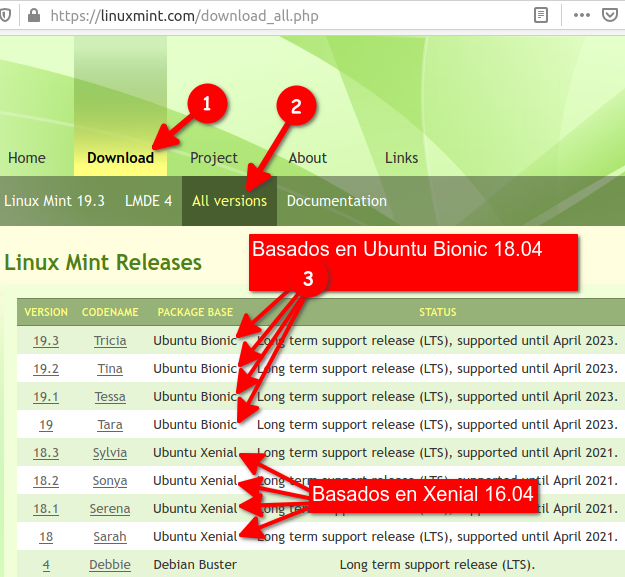 https://linuxmint.com/download_all.php
1
2
Home Download Project About Links
Linux Mint 19.3 LMDE 4 All versions Documentation
Basados en Ubuntu Bionic 18.04
Linux Mint Releases
3
VERSION CODENAME PACKAGE BASE STATUS
19.3 Tricia Ubuntu Bionic Long term support release (LTS), supported until April 2023.
19.2 Tina Ubuntu Bionic Long term support release (LTS), supported until April 2023.
19.1 Tessa Ubuntu Bionic Long term support release (LTS), supported until April 2023.
19 Tara Ubuntu Bionic Long term support release (LTS), supported until April 2023.
18.3 Sylvia Ubuntu Xenial Long term support release (LTS), supported until April 2021.
18.2 Sonya Ubuntu Xenial Long term support release (LTS), supported until April 2021.
Basados en Xenial 16.04
18.1 Serena Ubuntu Xenial April 2021.
18 Sarah Ubuntu Xenial Long term support release (LTS), supported until April 2021.
4 Debbie Debian Buster Long term support release (LTS).